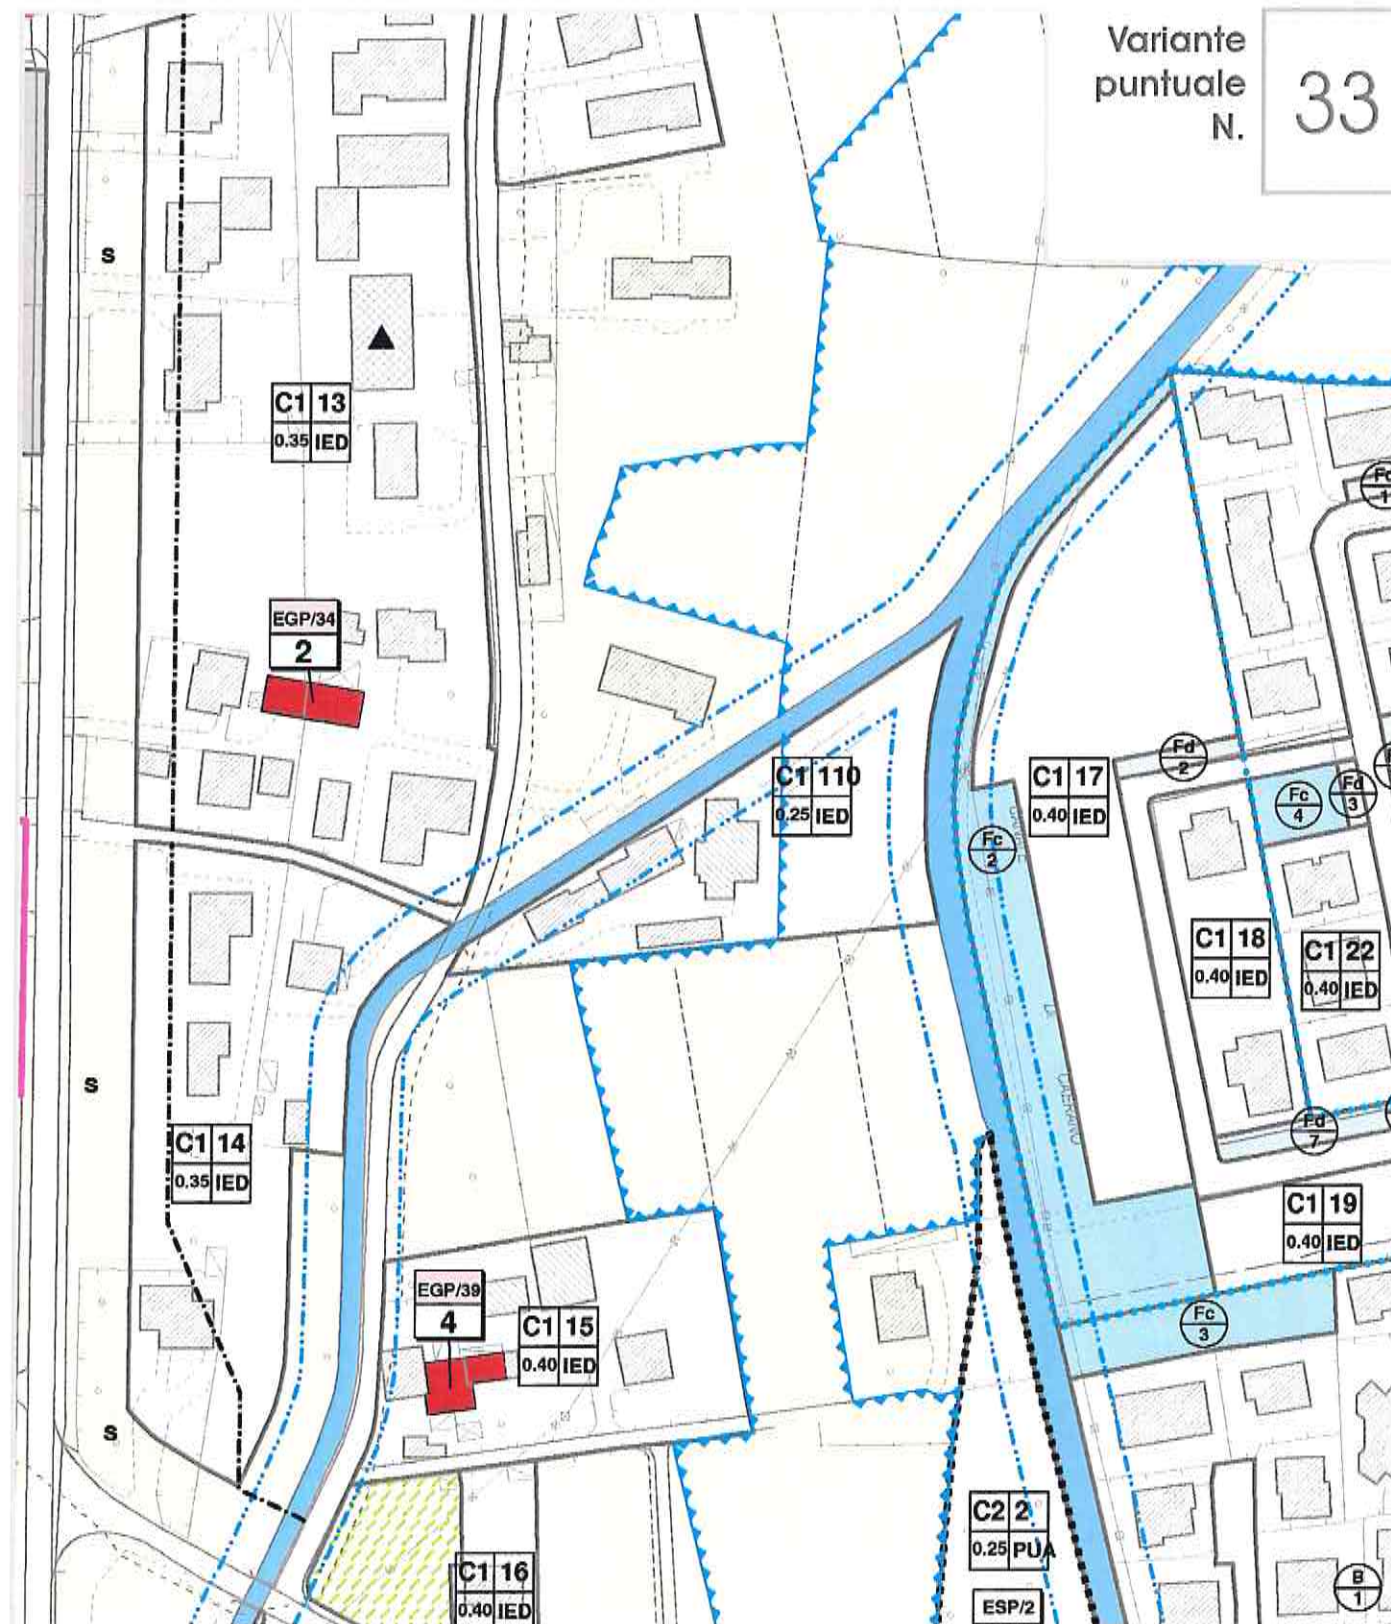 Variante
puntuale
N.
33
S
C1 13
0.35 IED
EGP/34
2
Fd
2
C1 110
0.25 IED
C1 17
0.40 IED
Fc
4
Fd
3
Fc
2
C1 18
0.40 IED
C1 22
0.40 IED
S
C1 14
0.35 IED
LA
CAERANO
Fd
7
C1 19
0.40 IED
EGP/39
4
C1 15
0.40 IED
Fc
3
S
C2 2
0.25 PUA
C1 16
0.40 IED
ESP/2
B
1